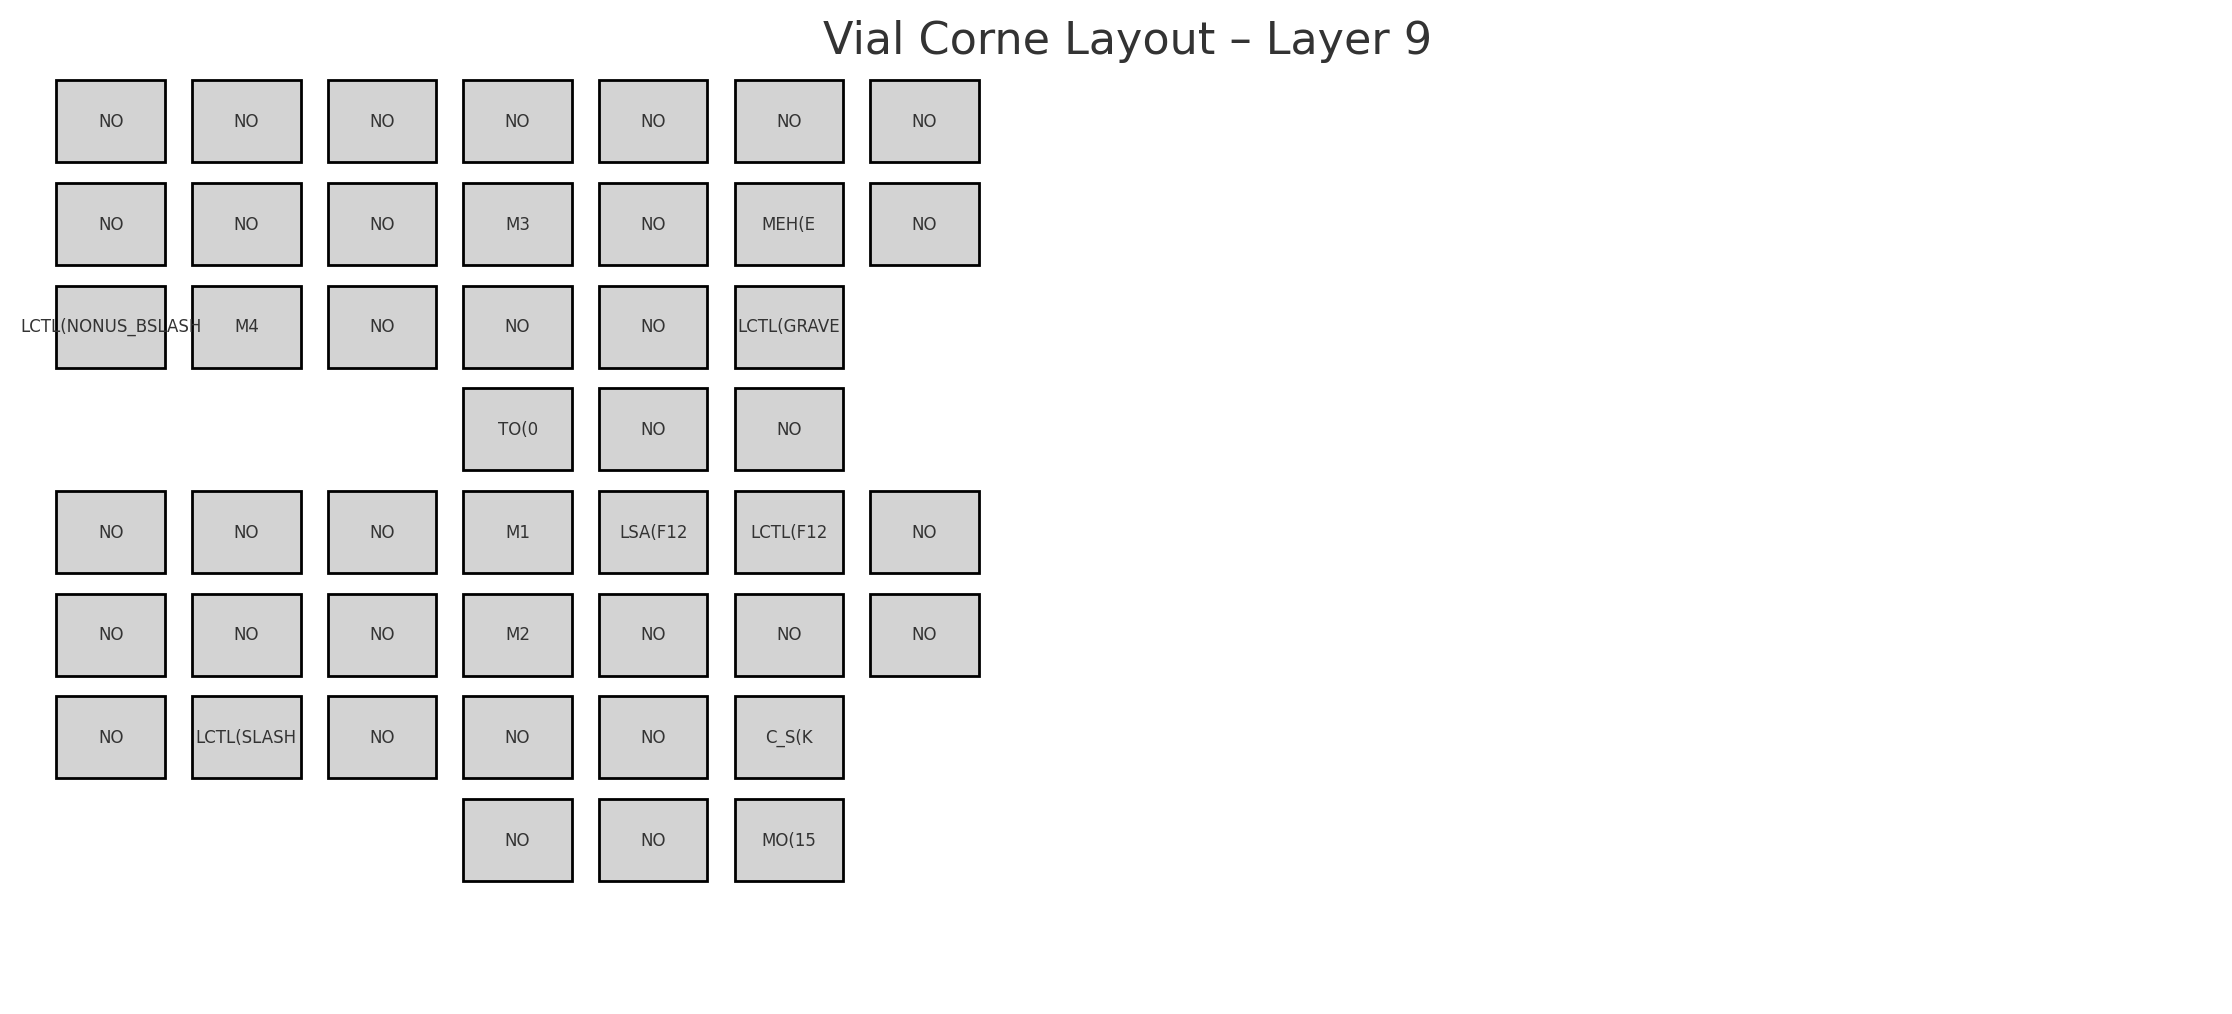 Vial Corne Layout – Layer 9
NO NO NO NO NO NO NO
NO NO NO M3 NO MEH(E NO
LCTL(NONUS_BSLASH M4 NO NO NO LCTL(GRAVE
TO(0 NO NO
NO NO NO M1 LSA(F12 LCTL(F12 NO
NO NO NO M2 NO NO NO
NO LCTL(SLASH NO NO NO C_S(K
NO NO MO(15